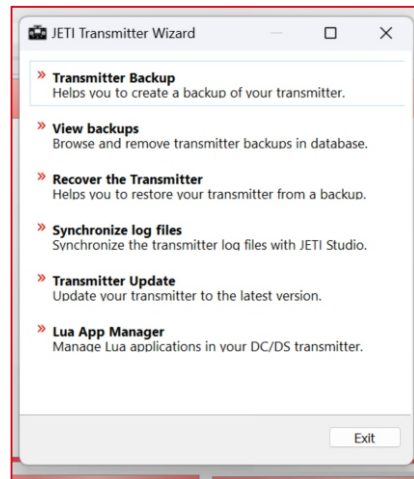 JETI Transmitter Wizard
» Transmitter Backup
Helps you to create a backup of your transmitter.
» View backups
Browse and remove transmitter backups in database.
» Recover the Transmitter
Helps you to restore your transmitter from a backup.
» Synchronize log files
Synchronize the transmitter log files with JETI Studio.
» Transmitter Update
Update your transmitter to the latest version.
» Lua App Manager
Manage Lua applications in your DC/DS transmitter.
Exit